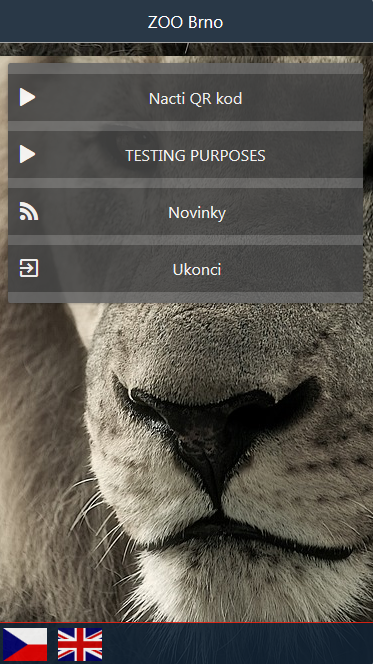 ZOO Brno
Nacti QR kod
TESTING PURPOSES
Novinky
Ukonci